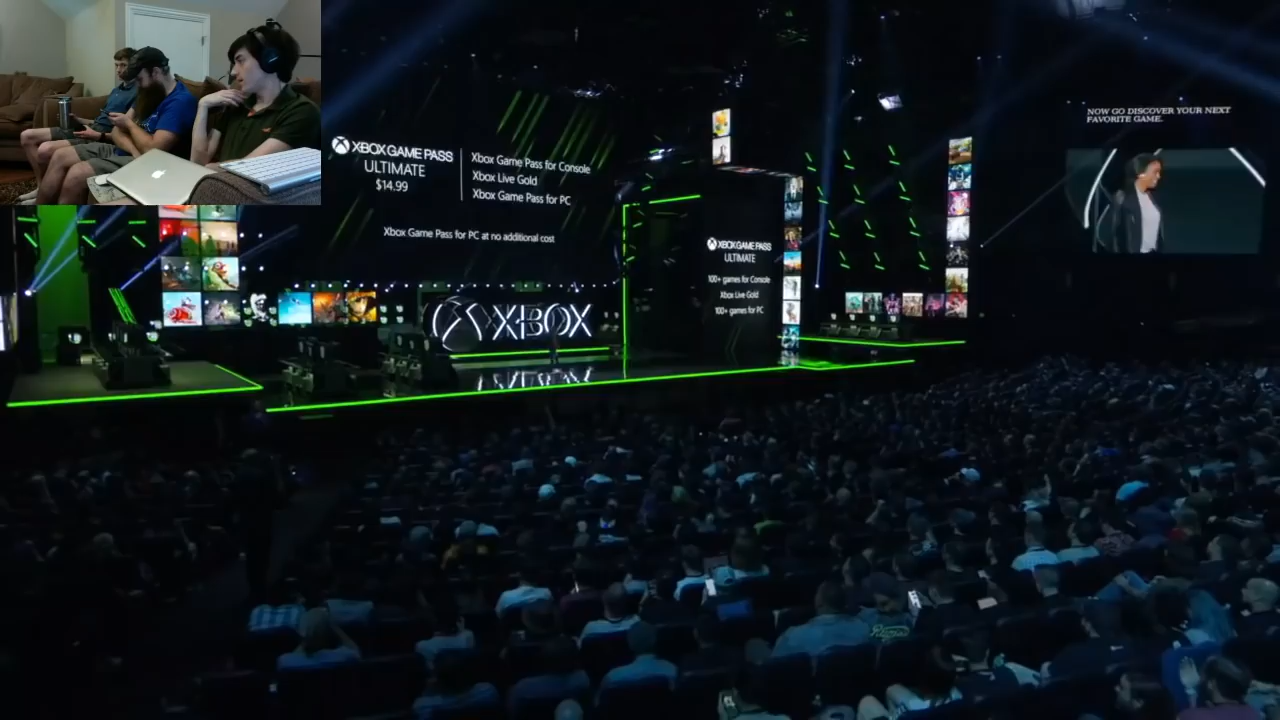 XBOX GAME PASS
ULTIMATE
$14.99
Xbox Game Pass for Console
Xbox Live Gold
Xbox Game Pass for PC
Xbox Game Pass for PC at no additional cost
XBOX
XBOX GAME PASS
ULTIMATE
100+ games for Console
Xbox Live Gold
100+ games for PC
NOW GO DISCOVER YOUR NEXT
FAVORITE GAME.